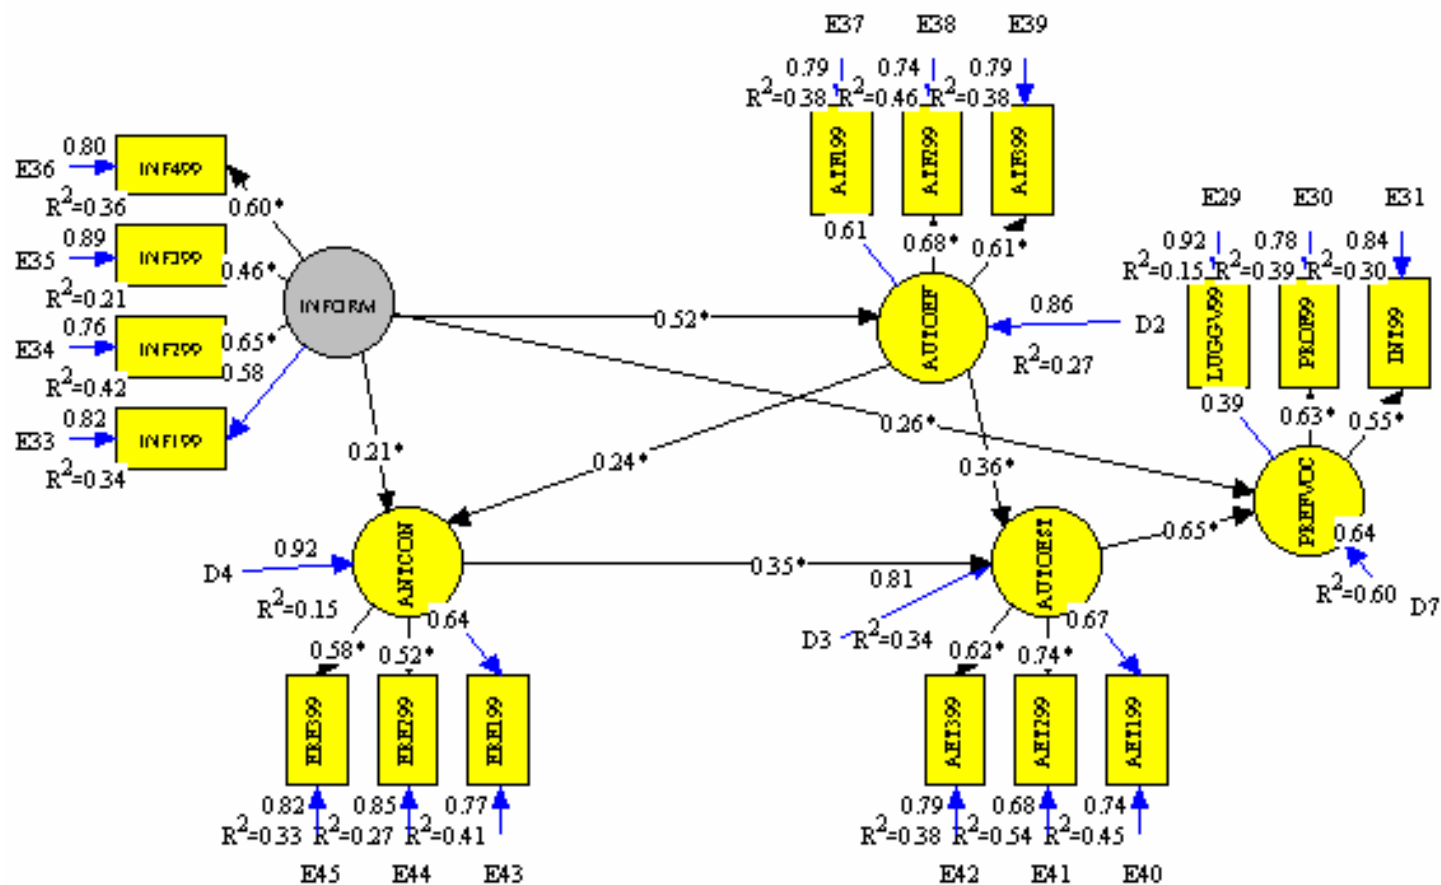 E37 E38 E39
0.79 0.74 0.79
R²=0.38 R²=0.46 R²=0.38
0.80
E36 INF499
R²=0.36 0.60*
0.89
E35 INF399 0.46*
R²=0.21
0.76
E34 INF299 0.65*
R²=0.42 0.58
0.82
E33 INF199
R²=0.34
INFORM
0.61 0.68* 0.61*
AUTOEF
0.86
D2
R²=0.27
E29 E30 E31
0.92 0.78 0.84
R²=0.15 R²=0.39 R²=0.30
LUGGV99 PROF99 INT99
0.39 0.63* 0.55*
PREFVOC
0.64
R²=0.60 D7
0.52*
0.26*
0.21* 0.24* 0.36*
0.65*
0.92
D4
R²=0.15
ANTCON
0.35*
0.81
D3 R²=0.34
AUTOEST
0.58* 0.52* 0.64
ERE399 ERE299 ERE199
0.82 0.85 0.77
R²=0.33 R²=0.27 R²=0.41
E45 E44 E43
0.62* 0.74* 0.67
AET399 AET299 AET199
0.79 0.68 0.74
R²=0.38 R²=0.54 R²=0.45
E42 E41 E40